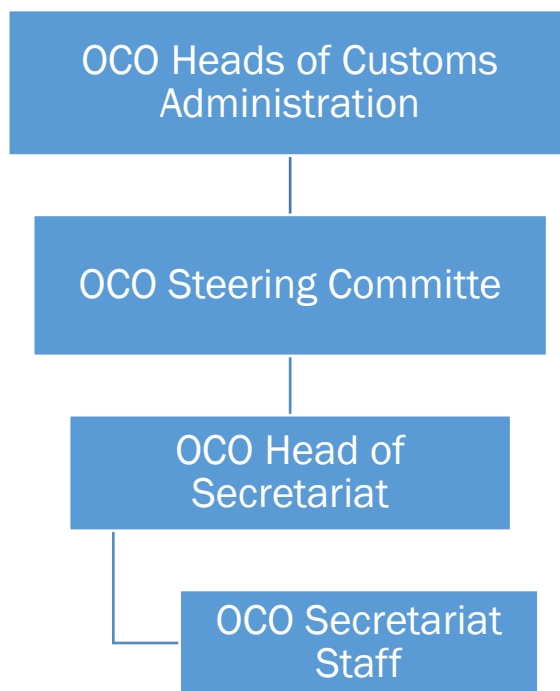 OCO Heads of Customs
Administration
OCO Steering Committe
OCO Head of
Secretariat
OCO Secretariat
Staff